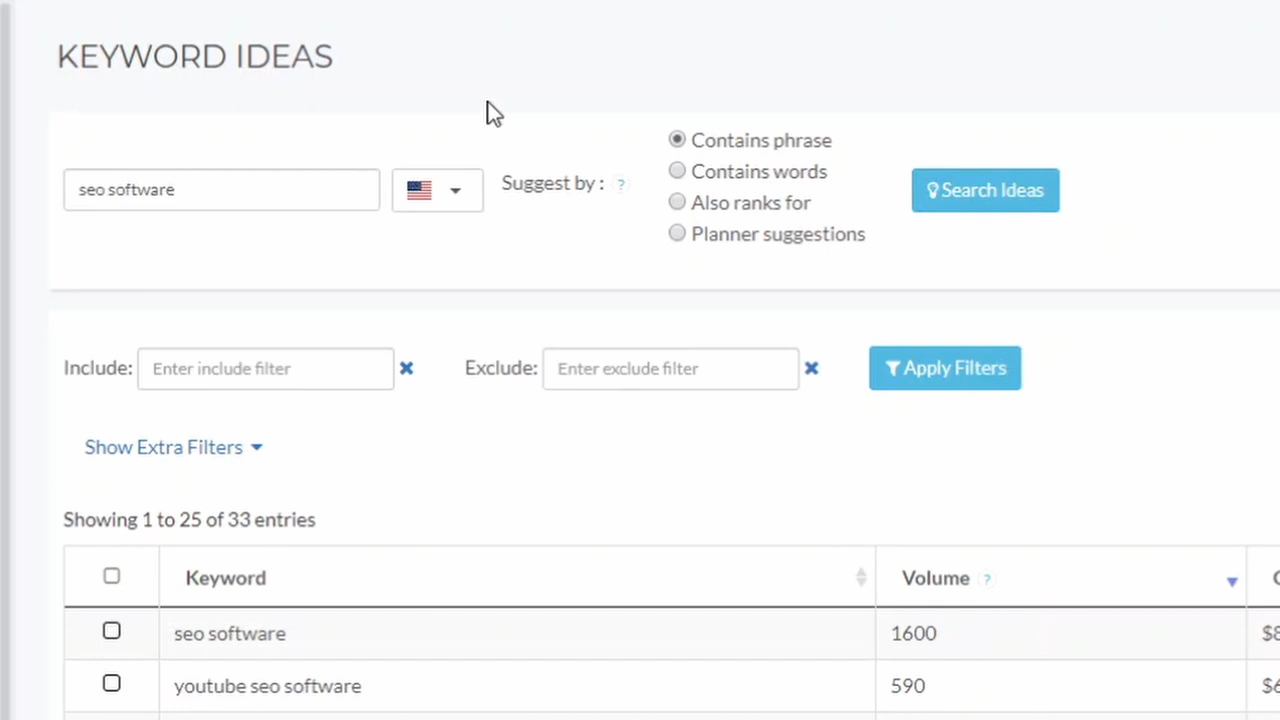 KEYWORD IDEAS
seo software
Suggest by : ?
Contains phrase
Contains words
Also ranks for
Planner suggestions
Search Ideas
Include: Enter include filter
Exclude: Enter exclude filter
Apply Filters
Show Extra Filters
Showing 1 to 25 of 33 entries
Keyword Volume ?
seo software 1600
youtube seo software 590